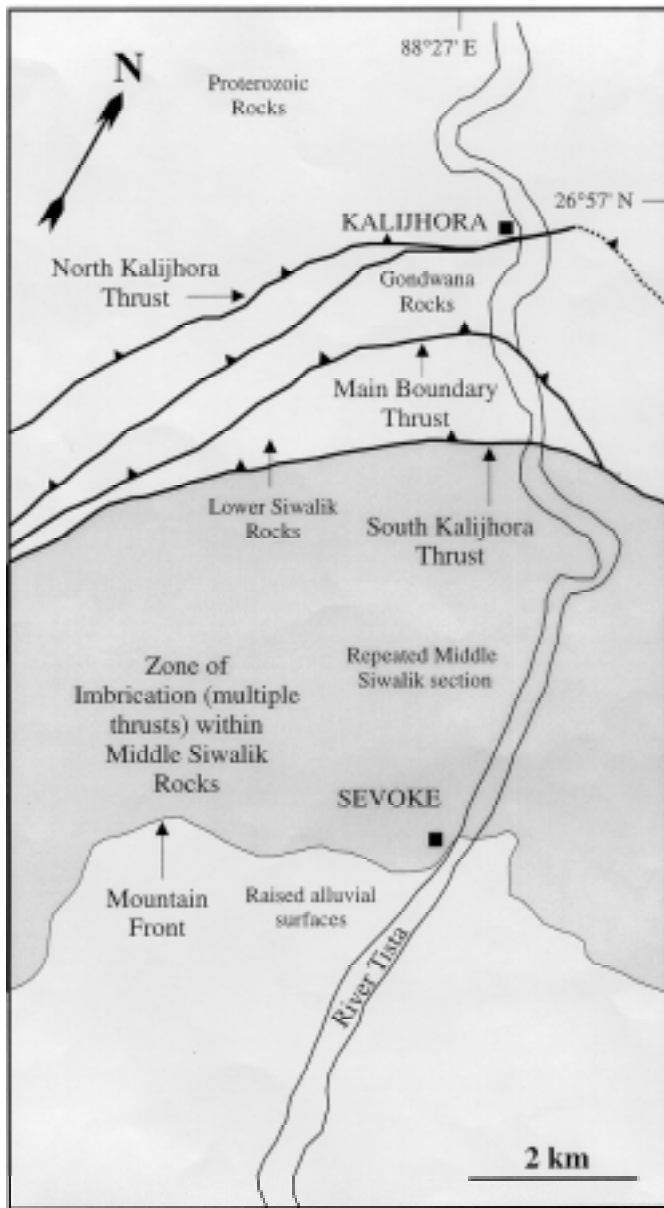 88°27' E
N
Proterozoic
Rocks
26°57' N
KALIJHORA
North Kalijhora
Thrust
Gondwana
Rocks
Main Boundary
Thrust
Lower Siwalik
Rocks
South Kalijhora
Thrust
Zone of
Imbrication (multiple
thrusts) within
Middle Siwalik
Rocks
Repeated Middle
Siwalik section
SEVOKE
Mountain
Front
Raised alluvial
surfaces
River Tista
2 km